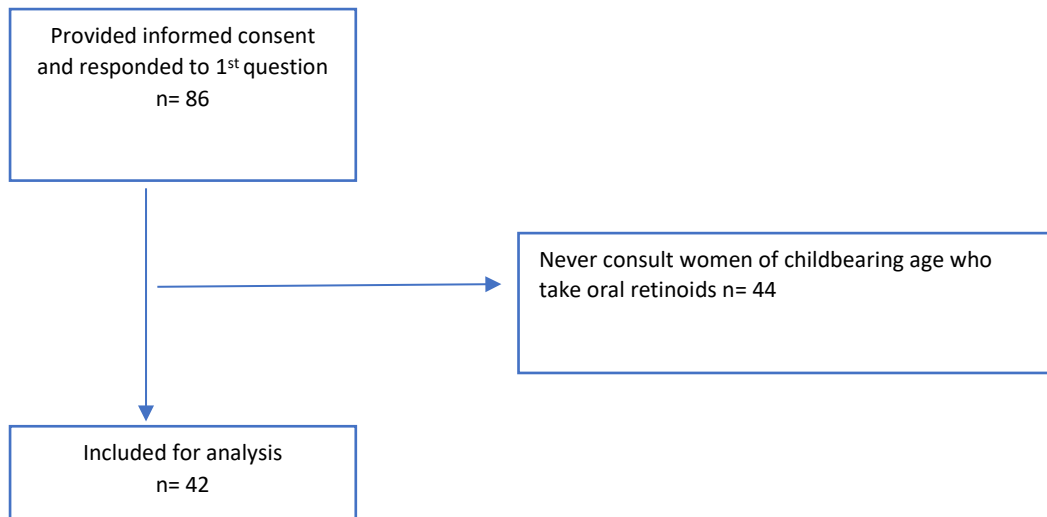 Provided informed consent
and responded to 1st question
n= 86
Never consult women of childbearing age who
take oral retinoids n= 44
Included for analysis
n= 42